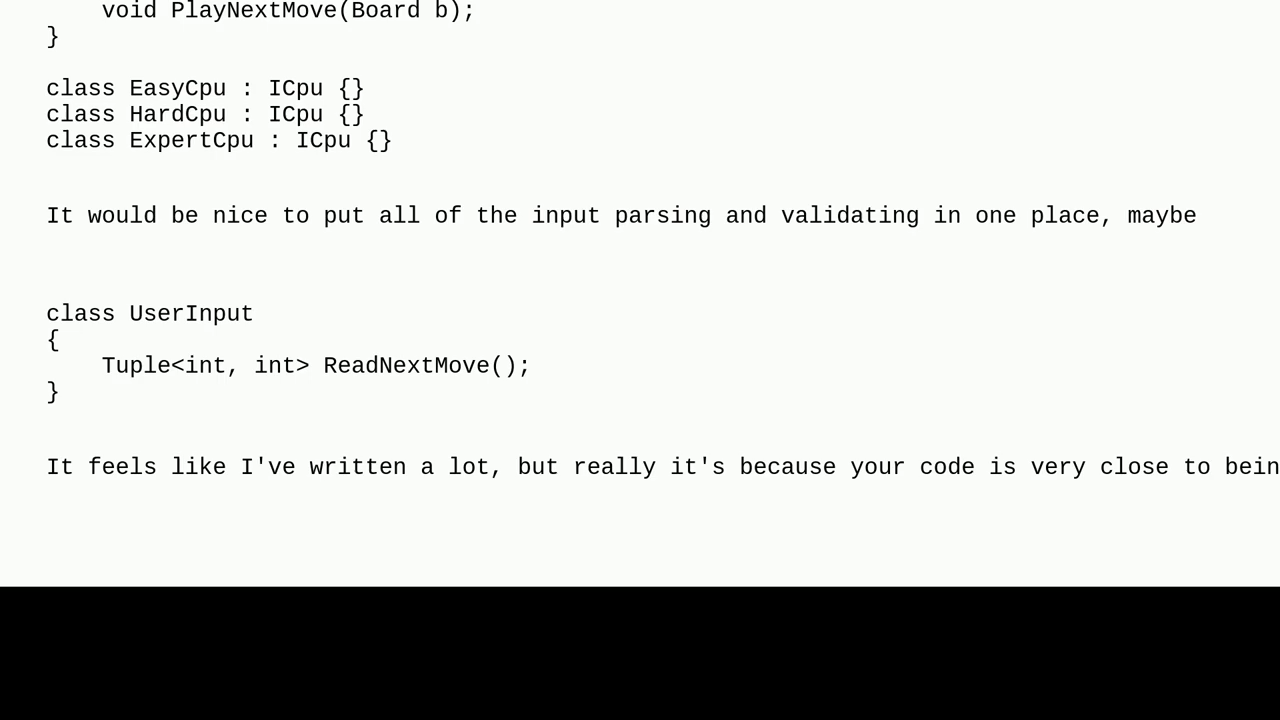 void PlayNextMove(Board b);
}
class EasyCpu : ICpu {}
class HardCpu : ICpu {}
class ExpertCpu : ICpu {}
It would be nice to put all of the input parsing and validating in one place, maybe
class UserInput
{
Tuple<int, int> ReadNextMove();
}
It feels like I've written a lot, but really it's because your code is very close to bein